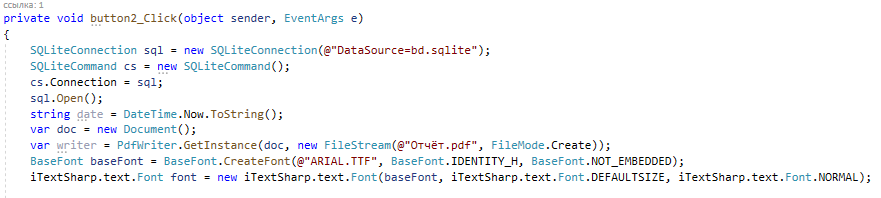 ссылка: 1
private void button2_Click(object sender, EventArgs e)
{
SQLiteConnection sql = new SQLiteConnection(@"DataSource=bd.sqlite");
SQLiteCommand cs = new SQLiteCommand();
cs.Connection = sql;
sql.Open();
string date = DateTime.Now.ToString();
var doc = new Document();
var writer = PdfWriter.GetInstance(doc, new FileStream(@"Отчёт.pdf", FileMode.Create));
BaseFont baseFont = BaseFont.CreateFont(@"ARIAL.TTF", BaseFont.IDENTITY_H, BaseFont.NOT_EMBEDDED);
iTextSharp.text.Font font = new iTextSharp.text.Font(baseFont, iTextSharp.text.Font.DEFAULTSIZE, iTextSharp.text.Font.NORMAL);